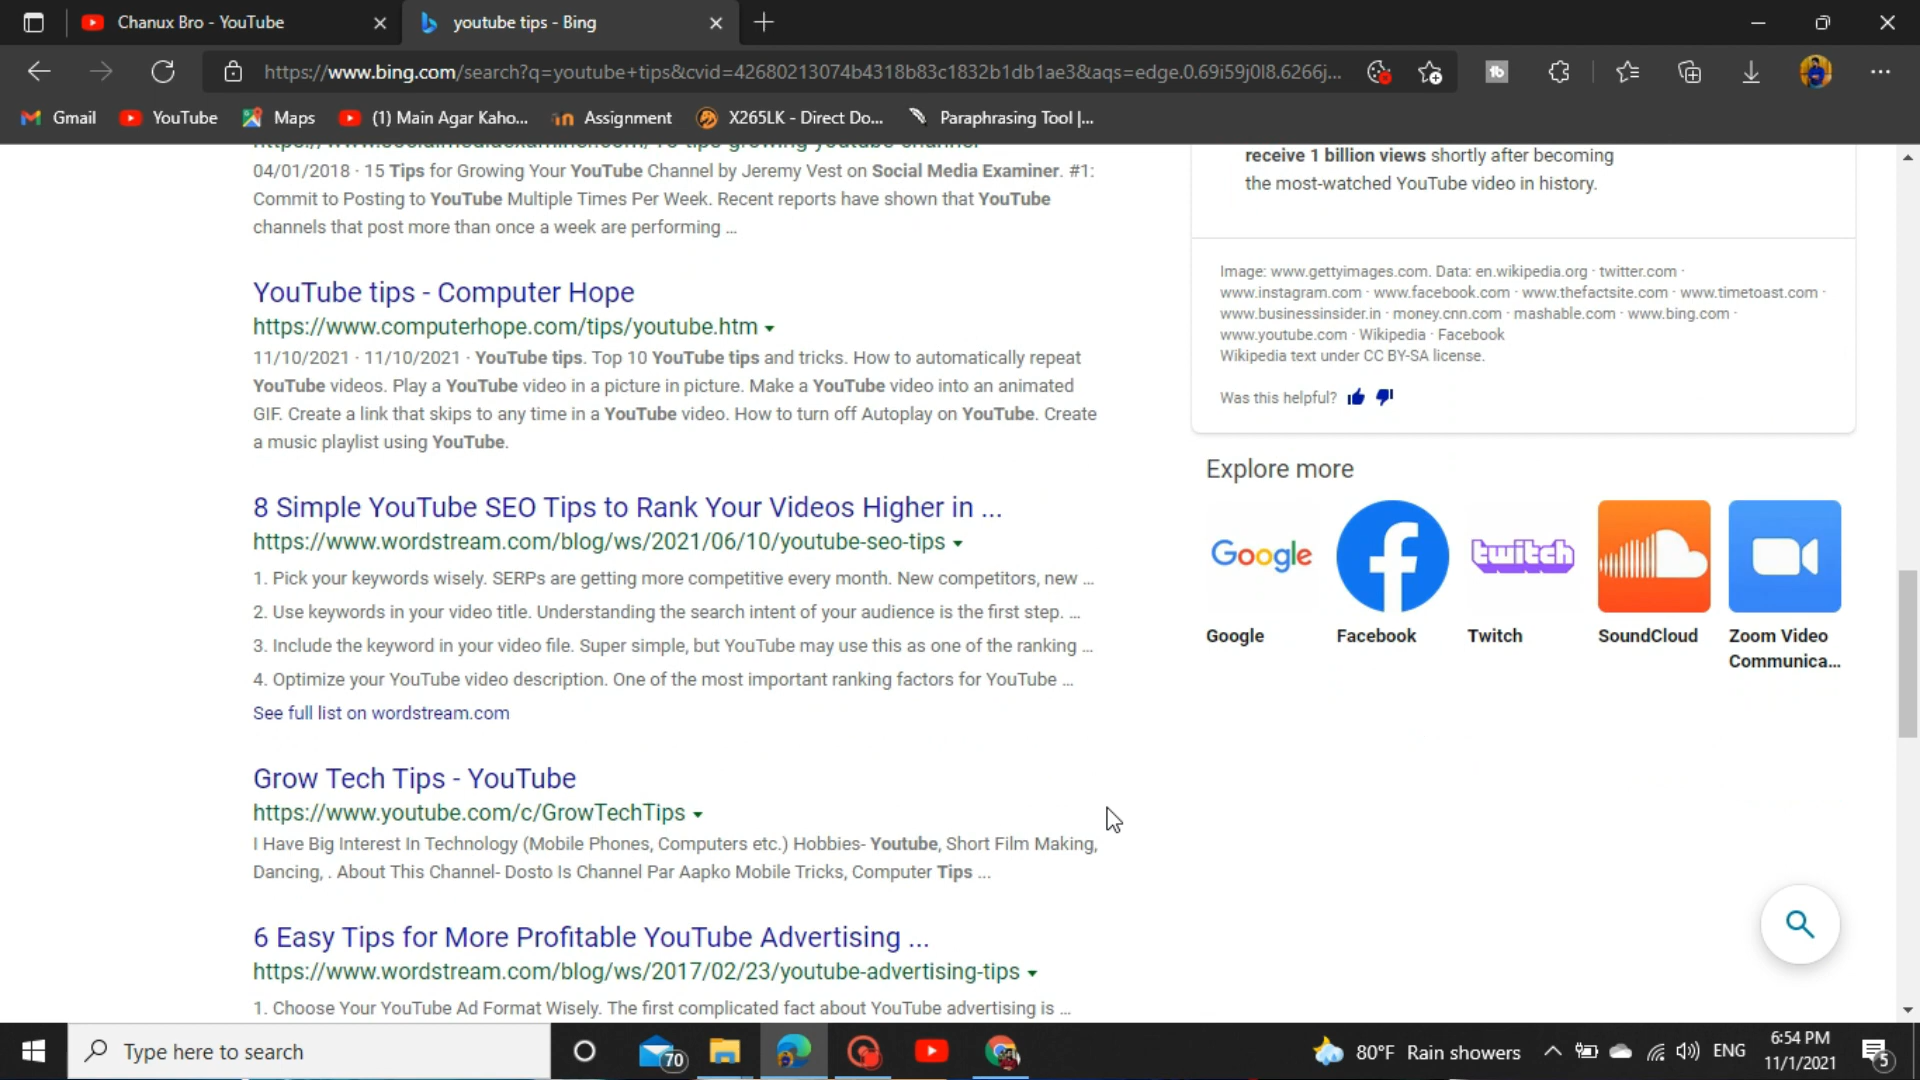 Chanux Bro - YouTube
youtube tips - Bing
https://www.bing.com/search?q=youtube+tips&cvid=42680213074b4318b83c1832b1db1ae3&aqs=edge.0.69i59j0l8.6266j...
Gmail
YouTube
Maps
(1) Main Agar Kaho...
Assignment
X265LK - Direct Do...
Paraphrasing Tool |...
04/01/2018 · 15 Tips for Growing Your YouTube Channel by Jeremy Vest on Social Media Examiner. #1:
Commit to Posting to YouTube Multiple Times Per Week. Recent reports have shown that YouTube
channels that post more than once a week are performing ...
YouTube tips - Computer Hope
https://www.computerhope.com/tips/youtube.htm
11/10/2021 · 11/10/2021 · YouTube tips. Top 10 YouTube tips and tricks. How to automatically repeat
YouTube videos. Play a YouTube video in a picture in picture. Make a YouTube video into an animated
GIF. Create a link that skips to any time in a YouTube video. How to turn off Autoplay on YouTube. Create
a music playlist using YouTube.
8 Simple YouTube SEO Tips to Rank Your Videos Higher in ...
https://www.wordstream.com/blog/ws/2021/06/10/youtube-seo-tips
1. Pick your keywords wisely. SERPs are getting more competitive every month. New competitors, new ...
2. Use keywords in your video title. Understanding the search intent of your audience is the first step. ...
3. Include the keyword in your video file. Super simple, but YouTube may use this as one of the ranking ...
4. Optimize your YouTube video description. One of the most important ranking factors for YouTube ...
See full list on wordstream.com
Grow Tech Tips - YouTube
https://www.youtube.com/c/GrowTechTips
I Have Big Interest In Technology (Mobile Phones, Computers etc.) Hobbies- Youtube, Short Film Making,
Dancing, . About This Channel- Dosto Is Channel Par Aapko Mobile Tricks, Computer Tips ...
6 Easy Tips for More Profitable YouTube Advertising ...
https://www.wordstream.com/blog/ws/2017/02/23/youtube-advertising-tips
1. Choose Your YouTube Ad Format Wisely. The first complicated fact about YouTube advertising is ...
receive 1 billion views shortly after becoming
the most-watched YouTube video in history.
Image: www.gettyimages.com. Data: en.wikipedia.org · twitter.com ·
www.instagram.com · www.facebook.com · www.thefactsite.com · www.timetoast.com ·
www.businessinsider.in · money.cnn.com · mashable.com · www.bing.com ·
www.youtube.com · Wikipedia · Facebook
Wikipedia text under CC BY-SA license.
Was this helpful?
Explore more
Google
twitch
Google
Facebook
Twitch
SoundCloud
Zoom Video
Communica...
Type here to search
70
80°F Rain showers
ENG
6:54 PM
11/1/2021
5